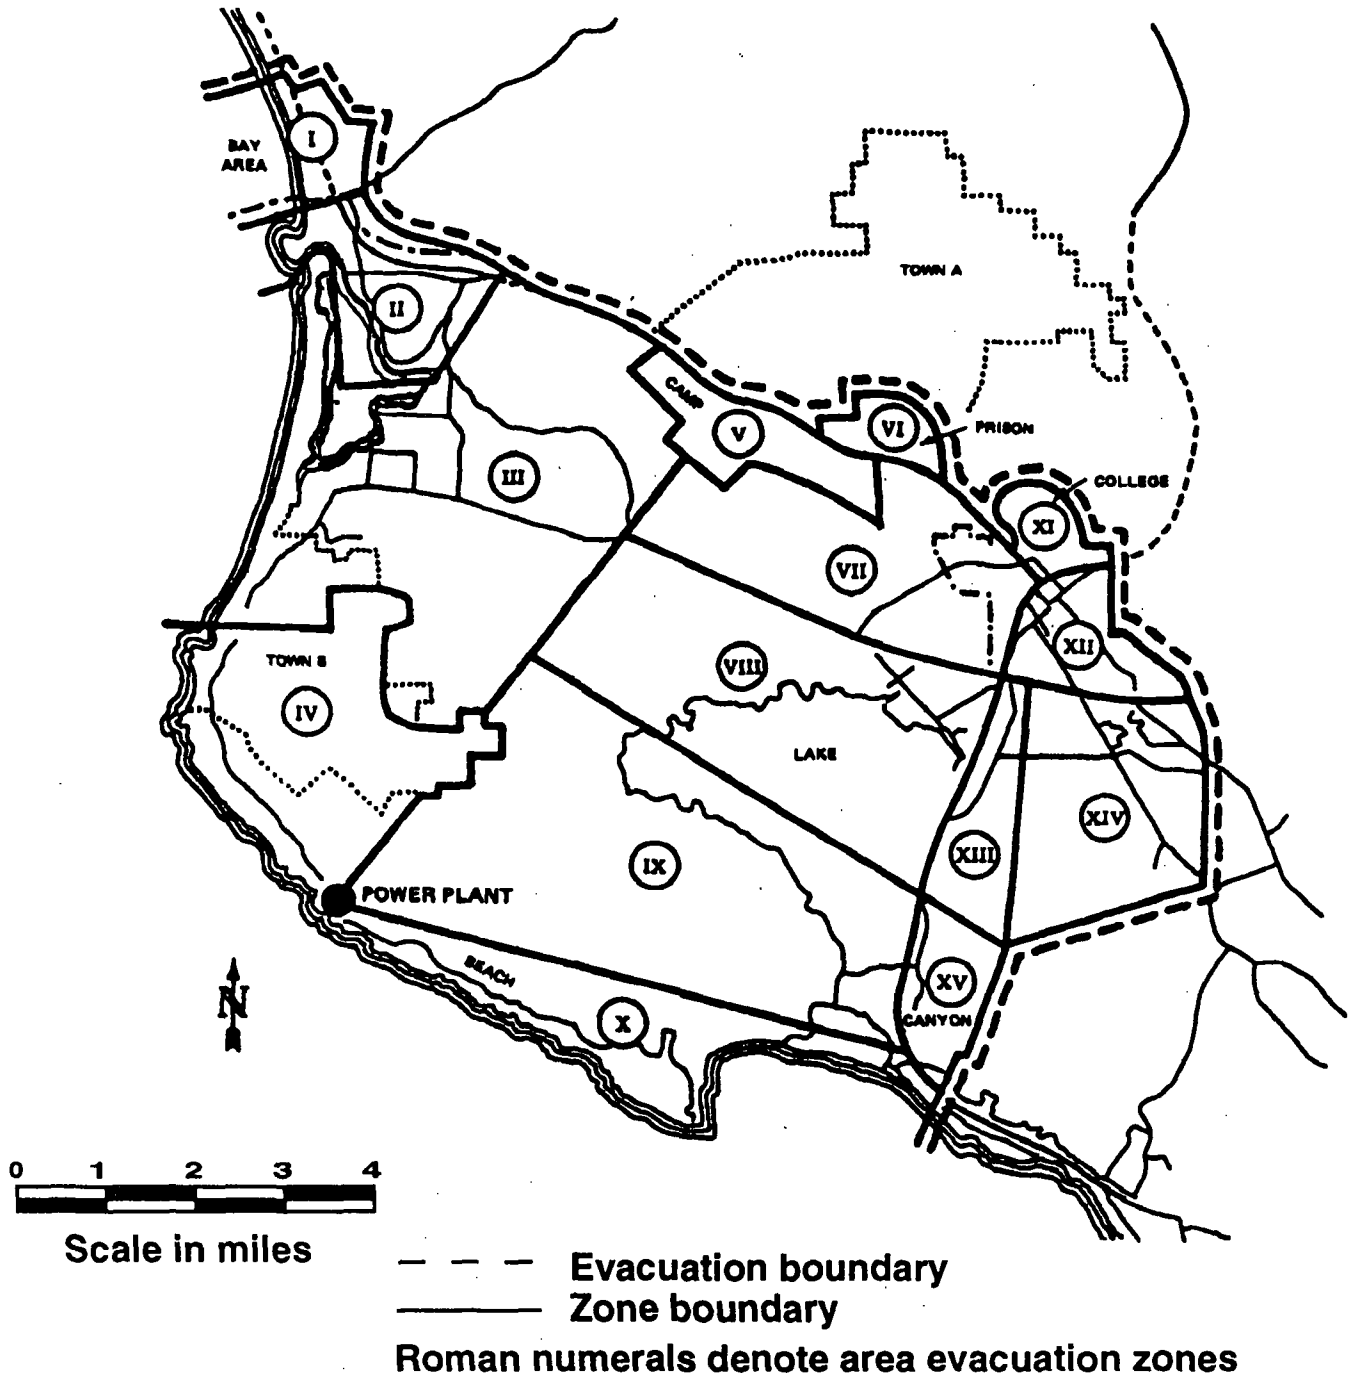 I
BAY
AREA
TOWN A
II
CAMP
V
VI
PRISON
COLLEGE
III
XI
VII
XII
VIII
TOWN B
IV
LAKE
XIV
XIII
IX
POWER PLANT
BEACH
XV
CANYON
X
N
0 1 2 3 4
Scale in miles
Evacuation boundary
Zone boundary
Roman numerals denote area evacuation zones